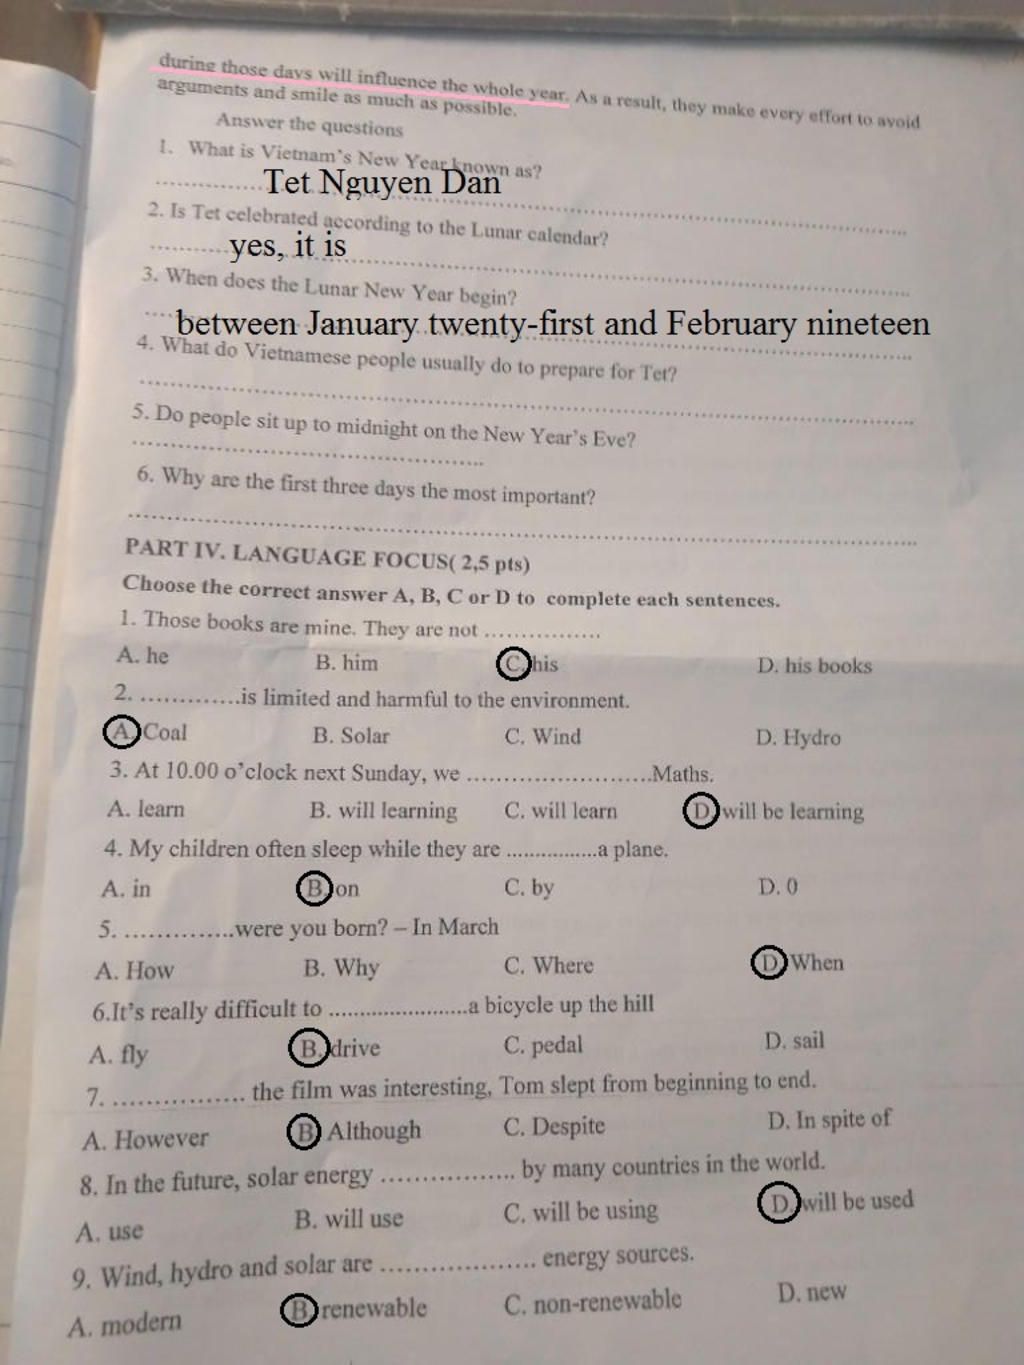 during those days will influence the whole year. As a result, they make every effort to avoid
arguments and smile as much as possible.
Answer the questions
1. What is Vietnam's New Year known as?
...............Tet Nguyen Dan...............
2. Is Tet celebrated according to the Lunar calendar?
...........yes, it is...............
3. When does the Lunar New Year begin?
.....between January twenty-first and February nineteen
4. What do Vietnamese people usually do to prepare for Tet?
...............
5. Do people sit up to midnight on the New Year's Eve?
...............
6. Why are the first three days the most important?
...............
PART IV. LANGUAGE FOCUS( 2,5 pts)
Choose the correct answer A, B, C or D to complete each sentences.
1. Those books are mine. They are not ................
A. he B. him C. his D. his books
2. .............is limited and harmful to the environment.
A. Coal B. Solar C. Wind D. Hydro
3. At 10.00 o'clock next Sunday, we .........................Maths.
A. learn B. will learning C. will learn D. will be learning
4. My children often sleep while they are ................a plane.
A. in B. on C. by D. 0
5. ...............were you born? – In March
A. How B. Why C. Where D. When
6.It's really difficult to .......................a bicycle up the hill
A. fly B. drive C. pedal D. sail
7. ................. the film was interesting, Tom slept from beginning to end.
A. However B. Although C. Despite D. In spite of
8. In the future, solar energy ................. by many countries in the world.
A. use B. will use C. will be using D. will be used
9. Wind, hydro and solar are .................... energy sources.
A. modern B. renewable C. non-renewable D. new